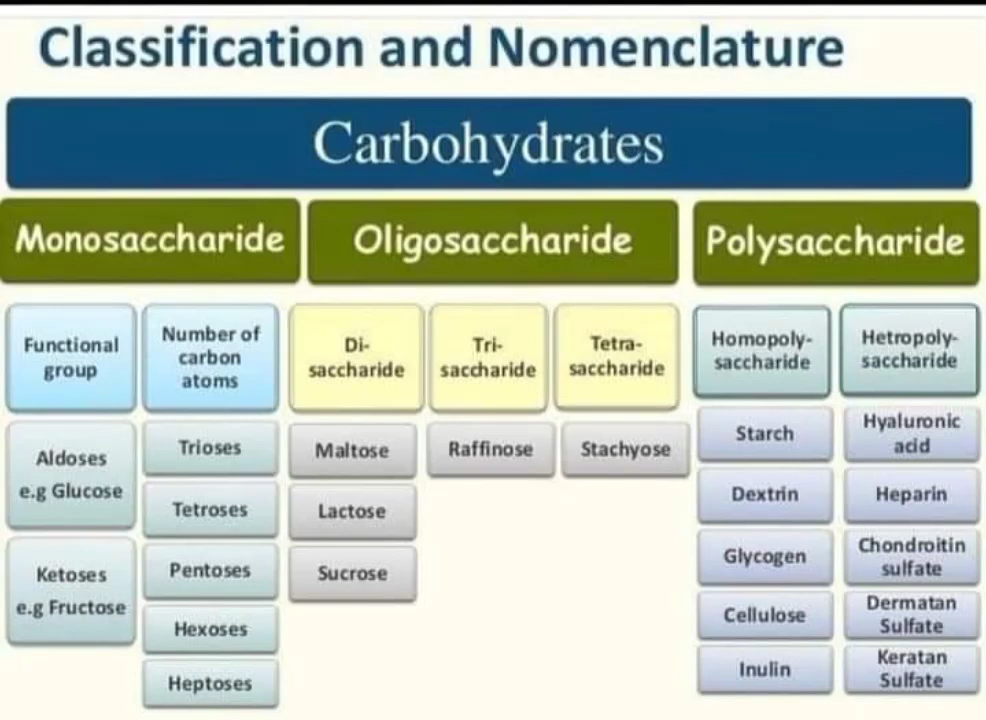 Classification and Nomenclature
Carbohydrates
Monosaccharide
Oligosaccharide
Polysaccharide
Functional
group
Number of
carbon
atoms
Di-
saccharide
Tri-
saccharide
Tetra-
saccharide
Homopoly-
saccharide
Hetropoly-
saccharide
Aldoses
e.g Glucose
Ketoses
e.g Fructose
Trioses
Tetroses
Pentoses
Hexoses
Heptoses
Maltose
Lactose
Sucrose
Raffinose
Stachyose
Starch
Dextrin
Glycogen
Cellulose
Inulin
Hyaluronic
acid
Heparin
Chondroitin
sulfate
Dermatan
Sulfate
Keratan
Sulfate